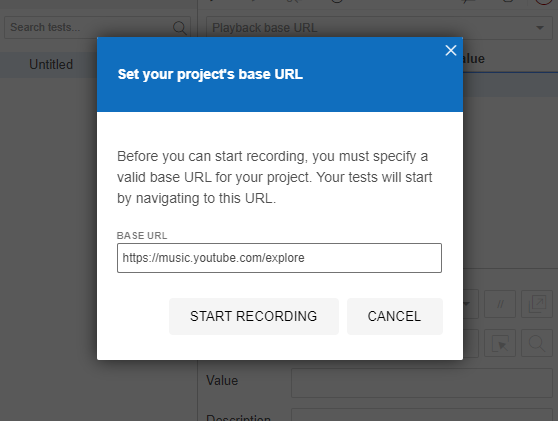 Search tests...
Playback base URL
Untitled
alue
Set your project's base URL
Before you can start recording, you must specify a
valid base URL for your project. Your tests will start
by navigating to this URL.
BASE URL
https://music.youtube.com/explore
START RECORDING
CANCEL
//
Value
Description